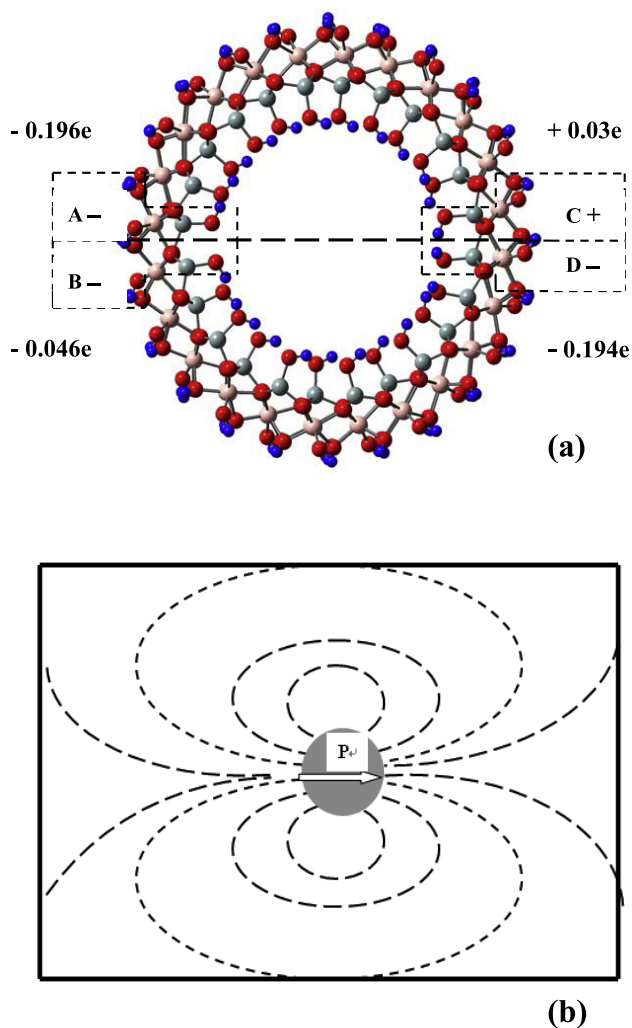 - 0.196e
+ 0.03e
A –
C +
B –
D –
- 0.046e
-0.194e
(a)
P↵
(b)